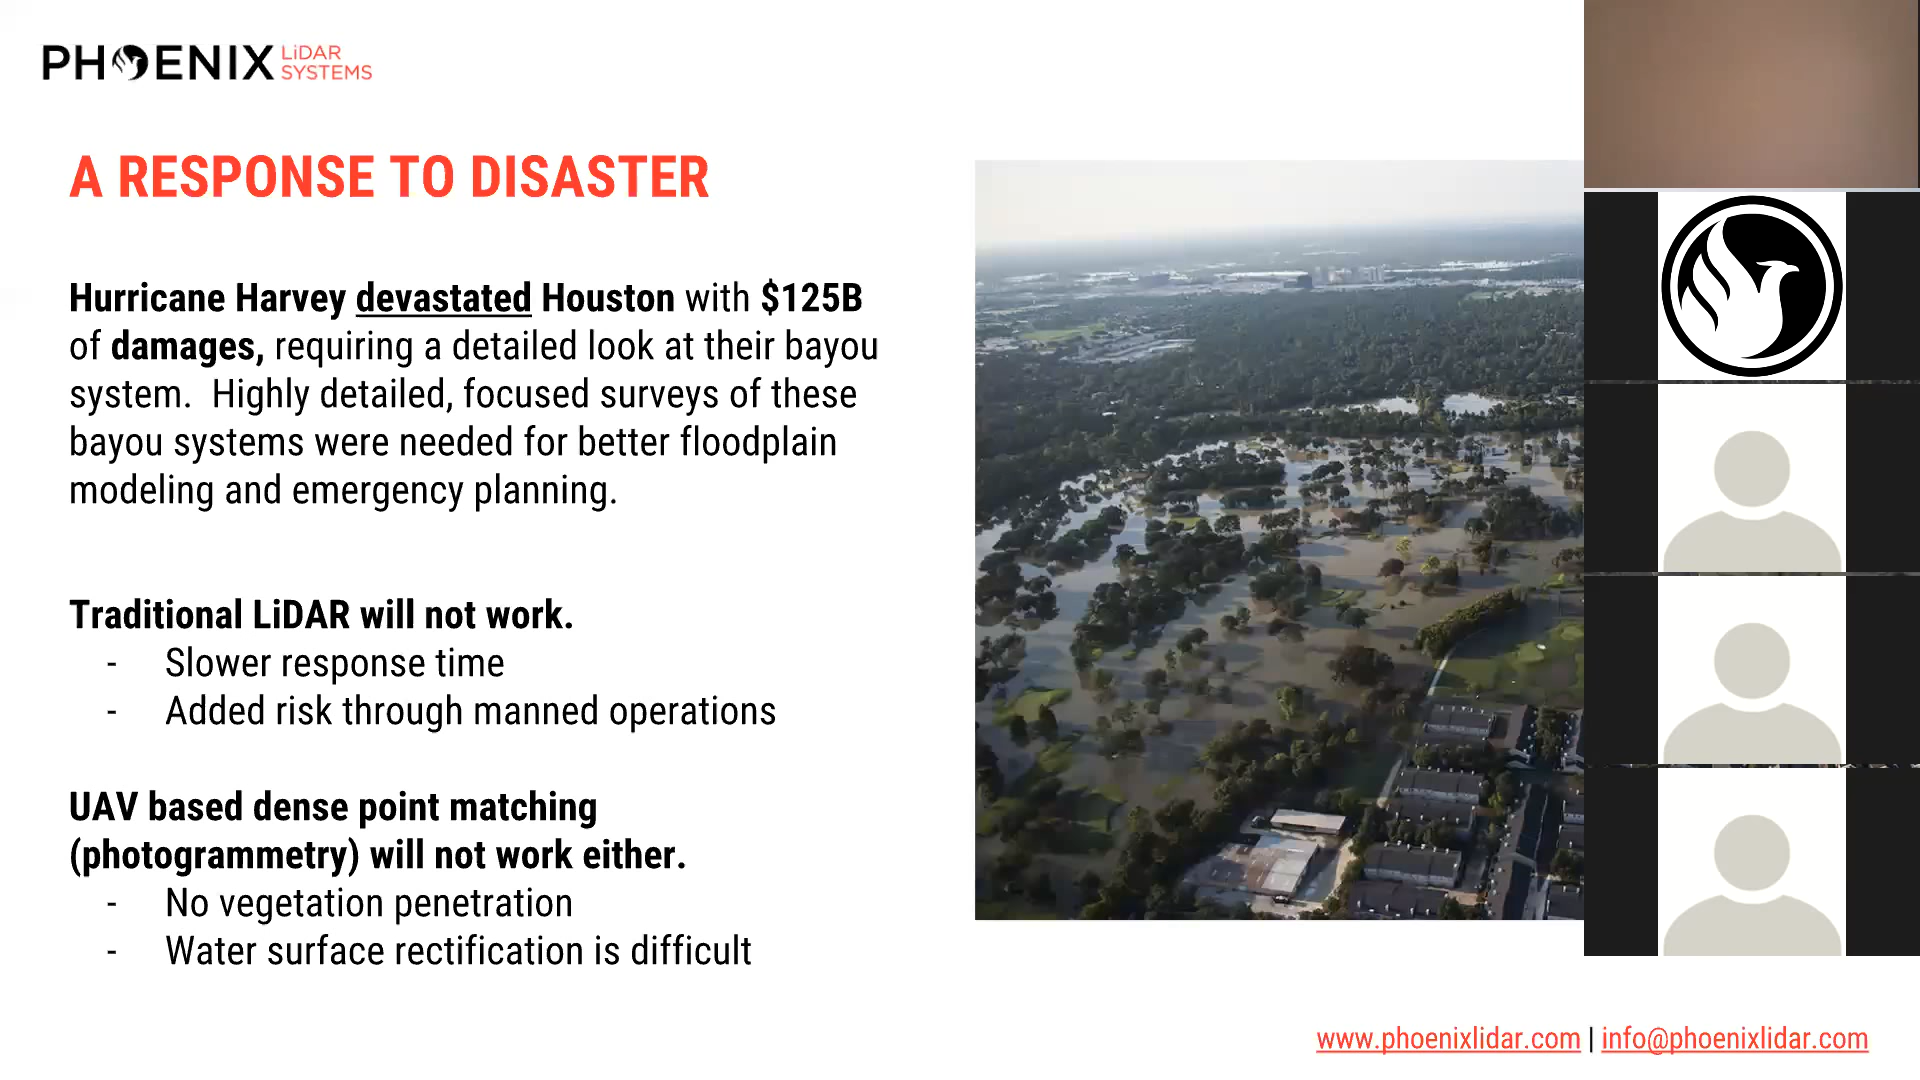 PHOENIX LiDAR SYSTEMS
A RESPONSE TO DISASTER
Hurricane Harvey devastated Houston with $125B
of damages, requiring a detailed look at their bayou
system.  Highly detailed, focused surveys of these
bayou systems were needed for better floodplain
modeling and emergency planning.
Traditional LiDAR will not work.
- Slower response time
- Added risk through manned operations
UAV based dense point matching
(photogrammetry) will not work either.
- No vegetation penetration
- Water surface rectification is difficult
www.phoenixlidar.com | info@phoenixlidar.com